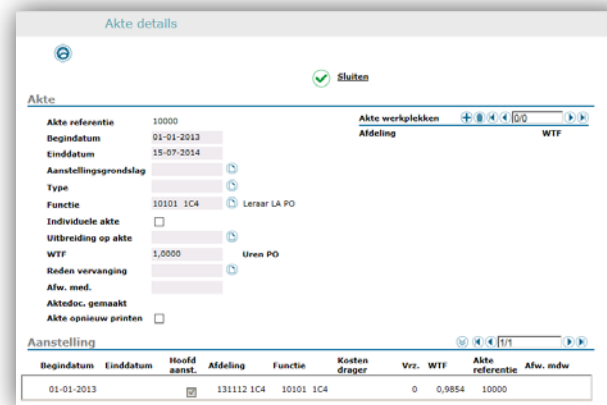 Akte details
Sluiten
Akte
Akte referentie 10000
Begindatum 01-01-2013
Einddatum 15-07-2014
Aanstellingsgrondslag
Type
Functie 10101 1C4 Leraar LA PO
Individuele akte
Uitbreiding op akte
WTF 1,0000 Uren PO
Reden vervanging
Afw. med.
Aktedoc. gemaakt
Akte opnieuw printen
Akte werkplekken 0/0
Afdeling WTF
Aanstelling 1/1
Begindatum Einddatum Hoofd aanst. Afdeling Functie Kosten drager Vrz. WTF Akte referentie Afw. mdw
01-01-2013 131112 1C4 10101 1C4 0 0,9854 10000